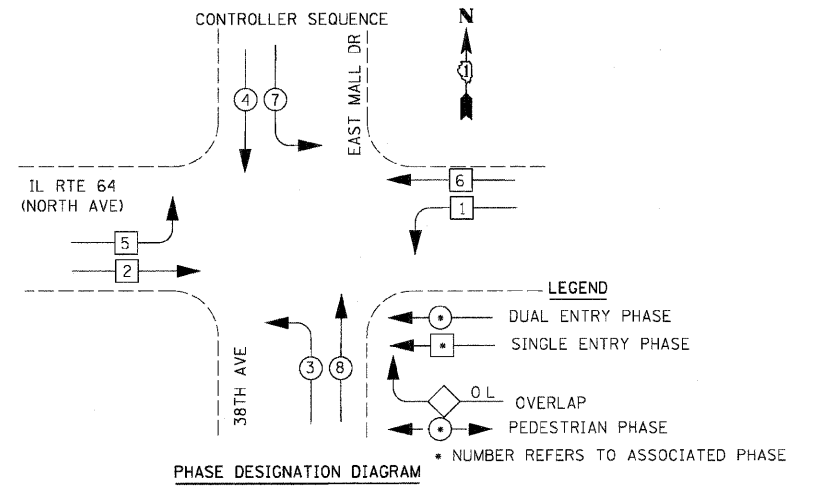 CONTROLLER SEQUENCE
N
1
EAST MALL DR
4 7
IL RTE 64
(NORTH AVE)
6
1
5
2
LEGEND
* DUAL ENTRY PHASE
* SINGLE ENTRY PHASE
38TH AVE
3 8
OL OVERLAP
* PEDESTRIAN PHASE
* NUMBER REFERS TO ASSOCIATED PHASE
PHASE DESIGNATION DIAGRAM